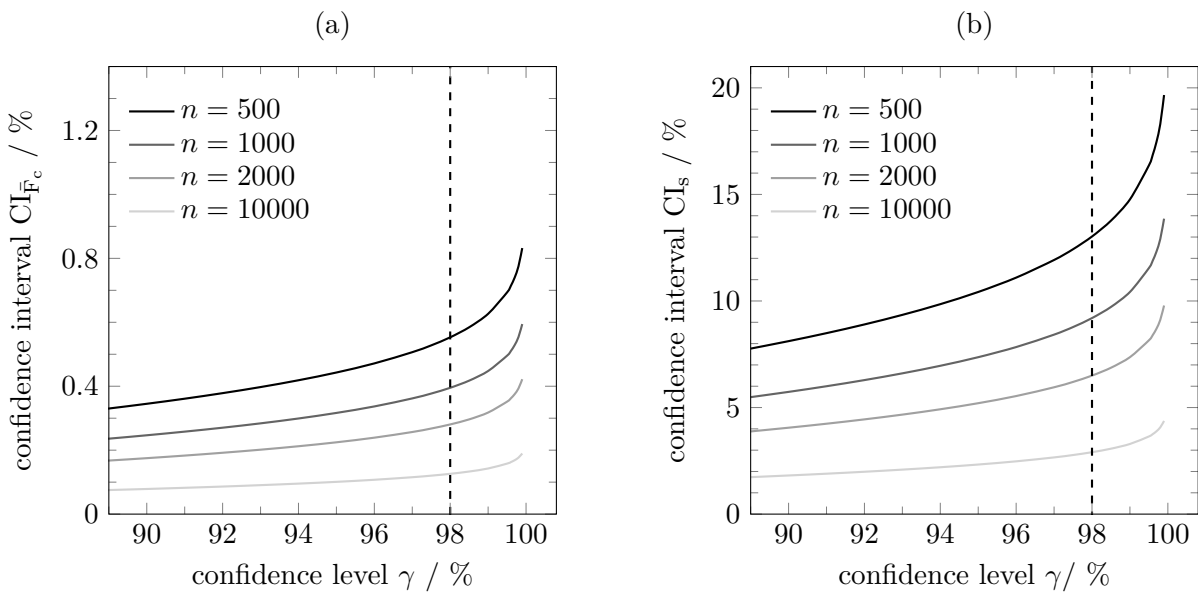 (a)
confidence interval CI_F̄c / %
1.2
0.8
0.4
0
n = 500
n = 1000
n = 2000
n = 10000
90 92 94 96 98 100
confidence level γ / %
(b)
confidence interval CI_s / %
20
15
10
5
0
n = 500
n = 1000
n = 2000
n = 10000
90 92 94 96 98 100
confidence level γ/ %